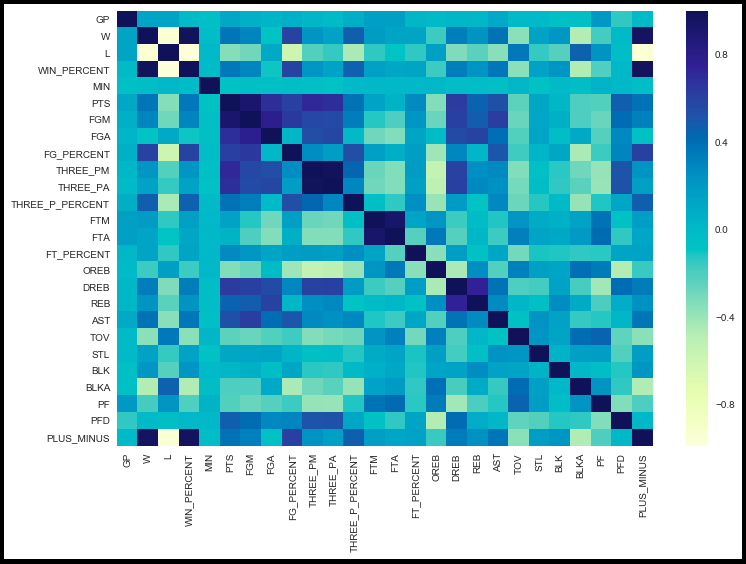 GP
W
L
WIN_PERCENT
MIN
PTS
FGM
FGA
FG_PERCENT
THREE_PM
THREE_PA
THREE_P_PERCENT
FTM
FTA
FT_PERCENT
OREB
DREB
REB
AST
TOV
STL
BLK
BLKA
PF
PFD
PLUS_MINUS
GP
W
L
WIN_PERCENT
MIN
PTS
FGM
FGA
FG_PERCENT
THREE_PM
THREE_PA
THREE_P_PERCENT
FTM
FTA
FT_PERCENT
OREB
DREB
REB
AST
TOV
STL
BLK
BLKA
PF
PFD
PLUS_MINUS
0.8
0.4
0.0
−0.4
−0.8